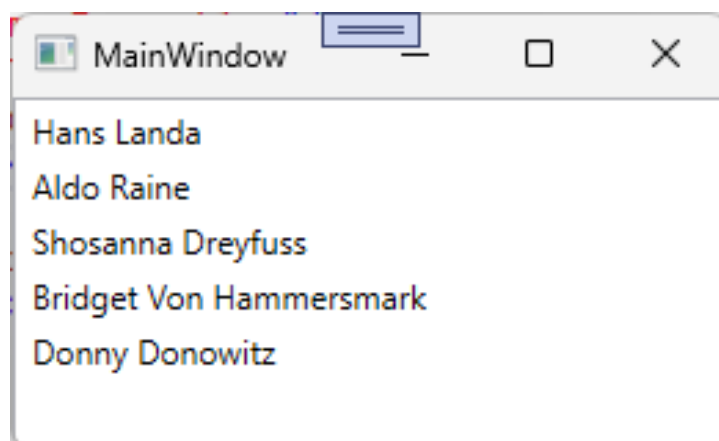 MainWindow
Hans Landa
Aldo Raine
Shosanna Dreyfuss
Bridget Von Hammersmark
Donny Donowitz